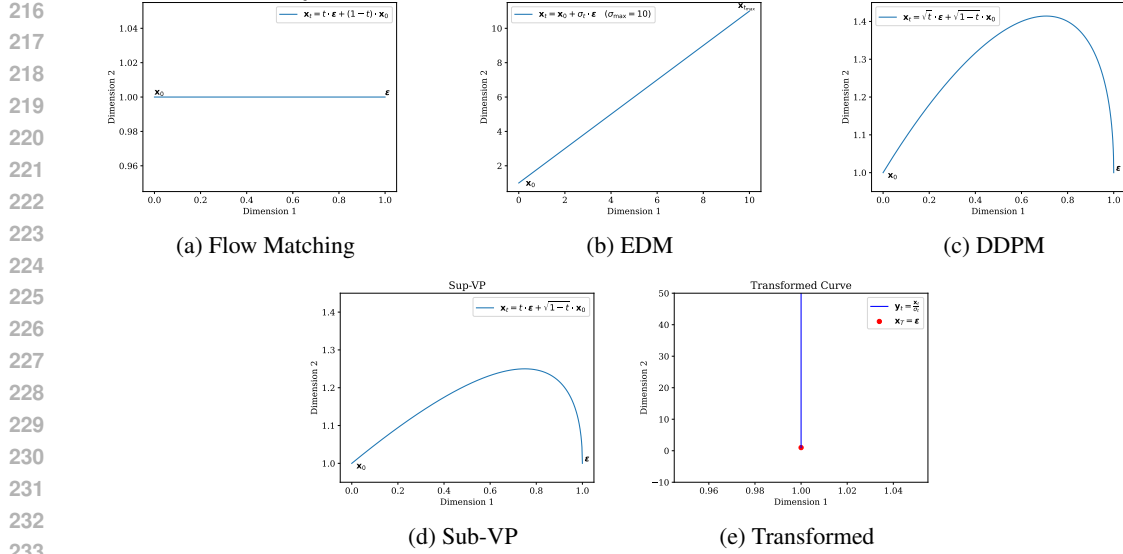 216
217
218
219
220
221
222
223
224
225
226
227
228
229
230
231
232
233
x_t = t · ε + (1 − t) · x_0
Dimension 2
1.04
1.02
1.00
0.98
0.96
x_0
ε
0.0 0.2 0.4 0.6 0.8 1.0
Dimension 1
(a) Flow Matching
x_t = x_0 + σ_t · ε (σ_max = 10)
x_{t_max}
Dimension 2
10
8
6
4
2
x_0
0 2 4 6 8 10
Dimension 1
(b) EDM
x_t = √t · ε + √(1 − t) · x_0
Dimension 2
1.4
1.3
1.2
1.1
1.0
x_0
ε
0.0 0.2 0.4 0.6 0.8 1.0
Dimension 1
(c) DDPM
Sup-VP
x_t = t · ε + √(1 − t) · x_0
Dimension 2
1.4
1.3
1.2
1.1
1.0
x_0
ε
0.0 0.2 0.4 0.6 0.8 1.0
Dimension 1
(d) Sub-VP
Transformed Curve
x_T = ε
Dimension 2
50
40
30
20
10
0
−10
0.96 0.98 1.00 1.02 1.04
Dimension 1
(e) Transformed